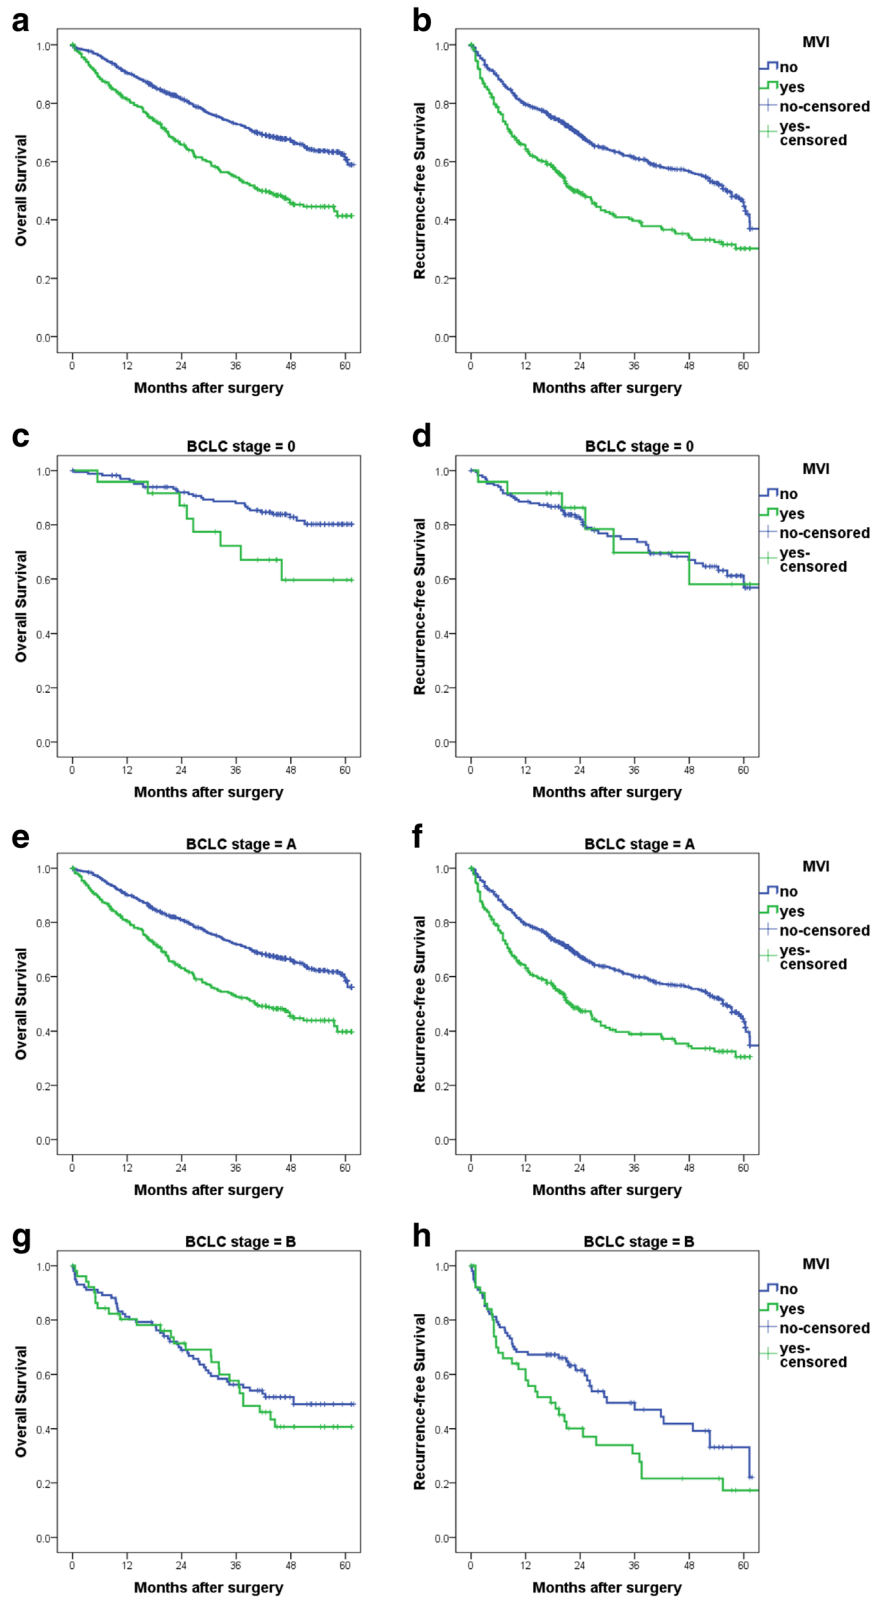 a
1.0
0.8
0.6
0.4
0.2
0.0
Overall Survival
0 12 24 36 48 60
Months after surgery
b
1.0
0.8
0.6
0.4
0.2
0.0
Recurrence-free Survival
0 12 24 36 48 60
Months after surgery
MVI
no
yes
no-censored
yes-
censored
c
BCLC stage = 0
1.0
0.8
0.6
0.4
0.2
0.0
Overall Survival
0 12 24 36 48 60
Months after surgery
d
BCLC stage = 0
1.0
0.8
0.6
0.4
0.2
0.0
Recurrence-free Survival
0 12 24 36 48 60
Months after surgery
MVI
no
yes
no-censored
yes-
censored
e
BCLC stage = A
1.0
0.8
0.6
0.4
0.2
0.0
Overall Survival
0 12 24 36 48 60
Months after surgery
f
BCLC stage = A
1.0
0.8
0.6
0.4
0.2
0.0
Recurrence-free Survival
0 12 24 36 48 60
Months after surgery
MVI
no
yes
no-censored
yes-
censored
g
BCLC stage = B
1.0
0.8
0.6
0.4
0.2
0.0
Overall Survival
0 12 24 36 48 60
Months after surgery
h
BCLC stage = B
1.0
0.8
0.6
0.4
0.2
0.0
Recurrence-free Survival
0 12 24 36 48 60
Months after surgery
MVI
no
yes
no-censored
yes-
censored